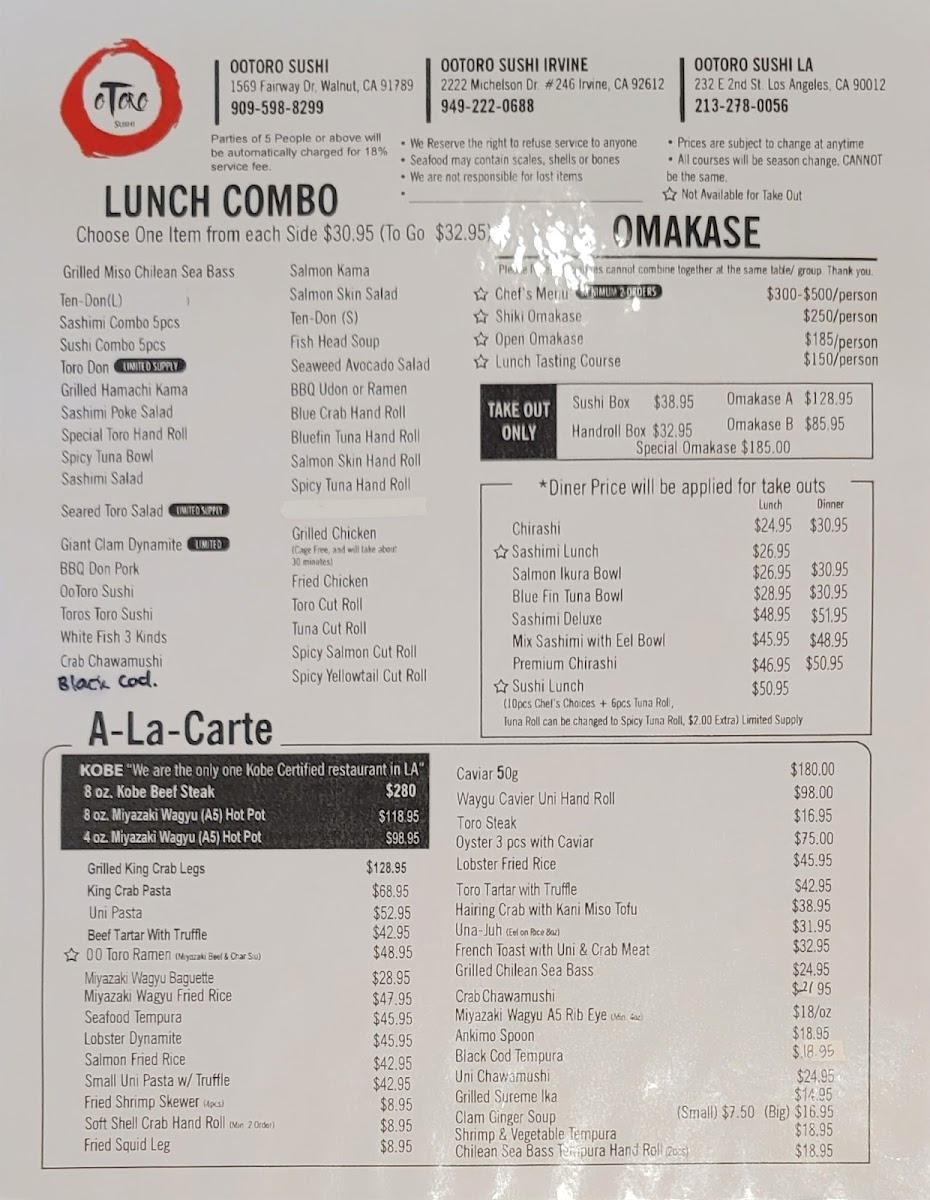 OOTORO
Sushi
OOTORO SUSHI
1569 Fairway Dr. Walnut, CA 91789
909-598-8299
OOTORO SUSHI IRVINE
2222 Michelson Dr. #246 Irvine, CA 92612
949-222-0688
OOTORO SUSHI LA
232 E 2nd St. Los Angeles, CA 90012
213-278-0056
Parties of 5 People or above will
be automatically charged for 18%
service fee.
• We Reserve the right to refuse service to anyone
• Seafood may contain scales, shells or bones
• We are not responsible for lost items
• Prices are subject to change at anytime
• All courses will be season change. CANNOT
be the same.
☆ Not Available for Take Out
LUNCH COMBO
Choose One Item from each Side $30.95 (To Go $32.95)
Grilled Miso Chilean Sea Bass
Ten-Don(L)
Sashimi Combo 5pcs
Sushi Combo 5pcs
Toro Don LIMITED SUPPLY
Grilled Hamachi Kama
Sashimi Poke Salad
Special Toro Hand Roll
Spicy Tuna Bowl
Sashimi Salad
Seared Toro Salad LIMITED SUPPLY
Giant Clam Dynamite LIMITED
BBQ Don Pork
OoToro Sushi
Toros Toro Sushi
White Fish 3 Kinds
Crab Chawamushi
Black Cod.
Salmon Kama
Salmon Skin Salad
Ten-Don (S)
Fish Head Soup
Seaweed Avocado Salad
BBQ Udon or Ramen
Blue Crab Hand Roll
Bluefin Tuna Hand Roll
Salmon Skin Hand Roll
Spicy Tuna Hand Roll
Grilled Chicken
(Cage Free, and will take about
30 minutes)
Fried Chicken
Toro Cut Roll
Tuna Cut Roll
Spicy Salmon Cut Roll
Spicy Yellowtail Cut Roll
OMAKASE
cannot combine together at the same table/ group. Thank you.
☆ Chef's Menu MINIMUM 2 ORDERS $300-$500/person
☆ Shiki Omakase $250/person
☆ Open Omakase $185/person
☆ Lunch Tasting Course $150/person
TAKE OUT
ONLY
Sushi Box $38.95 Omakase A $128.95
Handroll Box $32.95 Omakase B $85.95
Special Omakase $185.00
*Diner Price will be applied for take outs
Lunch Dinner
Chirashi $24.95 $30.95
☆ Sashimi Lunch $26.95
Salmon Ikura Bowl $26.95 $30.95
Blue Fin Tuna Bowl $28.95 $30.95
Sashimi Deluxe $48.95 $51.95
Mix Sashimi with Eel Bowl $45.95 $48.95
Premium Chirashi $46.95 $50.95
☆ Sushi Lunch $50.95
(10pcs Chef's Choices + 6pcs Tuna Roll,
Tuna Roll can be changed to Spicy Tuna Roll, $2.00 Extra) Limited Supply
A-La-Carte
KOBE "We are the only one Kobe Certified restaurant in LA"
8 oz. Kobe Beef Steak $280
8 oz. Miyazaki Wagyu (A5) Hot Pot $118.95
4 oz. Miyazaki Wagyu (A5) Hot Pot $98.95
Grilled King Crab Legs $128.95
King Crab Pasta $68.95
Uni Pasta $52.95
Beef Tartar With Truffle $42.95
☆ OO Toro Ramen (Miyazaki Beef & Char Siu) $48.95
Miyazaki Wagyu Baguette $28.95
Miyazaki Wagyu Fried Rice $47.95
Seafood Tempura $45.95
Lobster Dynamite $45.95
Salmon Fried Rice $42.95
Small Uni Pasta w/ Truffle $42.95
Fried Shrimp Skewer (4pcs) $8.95
Soft Shell Crab Hand Roll (Min. 2 Order) $8.95
Fried Squid Leg $8.95
Caviar 50g $180.00
Waygu Cavier Uni Hand Roll $98.00
Toro Steak $16.95
Oyster 3 pcs with Caviar $75.00
Lobster Fried Rice $45.95
Toro Tartar with Truffle $42.95
Hairing Crab with Kani Miso Tofu $38.95
Una-Juh (Eel on Rice 8oz) $31.95
French Toast with Uni & Crab Meat $32.95
Grilled Chilean Sea Bass $24.95
Crab Chawamushi $21.95
Miyazaki Wagyu A5 Rib Eye (Min. 4oz) $18/oz
Ankimo Spoon $18.95
Black Cod Tempura $18.95
Uni Chawamushi $24.95
Grilled Sureme Ika $14.95
Clam Ginger Soup (Small) $7.50 (Big) $16.95
Shrimp & Vegetable Tempura $18.95
Chilean Sea Bass Tempura Hand Roll (2pcs) $18.95